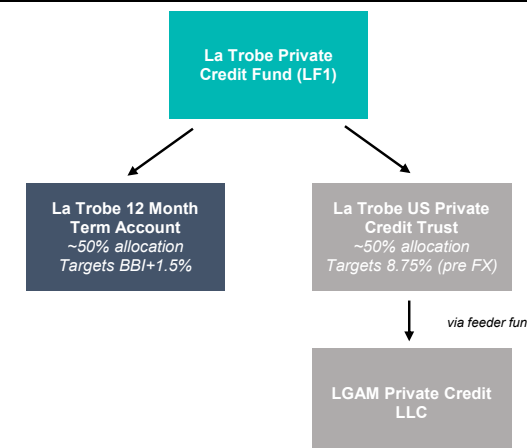 La Trobe Private
Credit Fund (LF1)
La Trobe 12 Month
Term Account
~50% allocation
Targets BBI+1.5%
La Trobe US Private
Credit Trust
~50% allocation
Targets 8.75% (pre FX)
via feeder fun
LGAM Private Credit
LLC